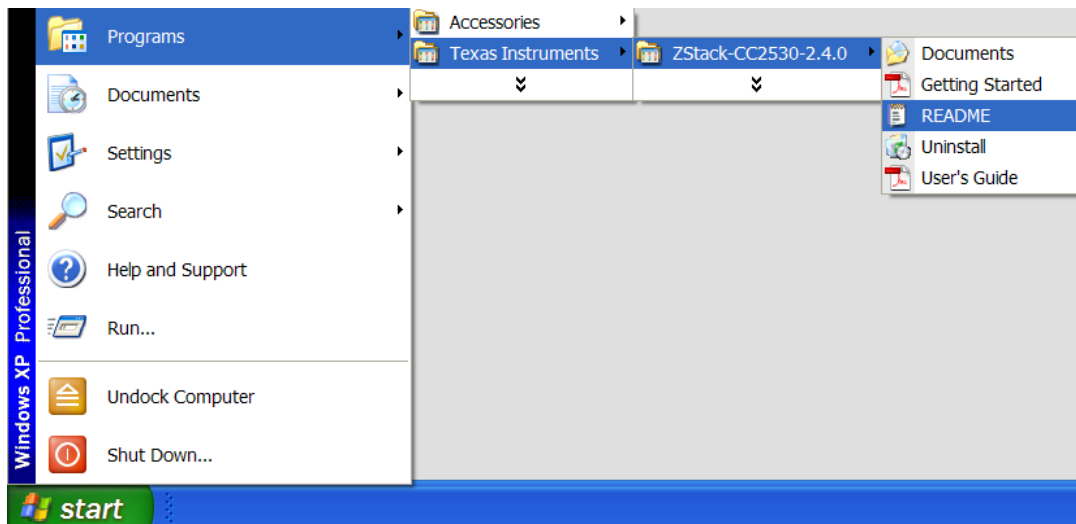 Programs
Documents
Settings
Search
Help and Support
Run...
Undock Computer
Shut Down...
Windows XP Professional
start
Accessories
Texas Instruments
ZStack-CC2530-2.4.0
Documents
Getting Started
README
Uninstall
User's Guide